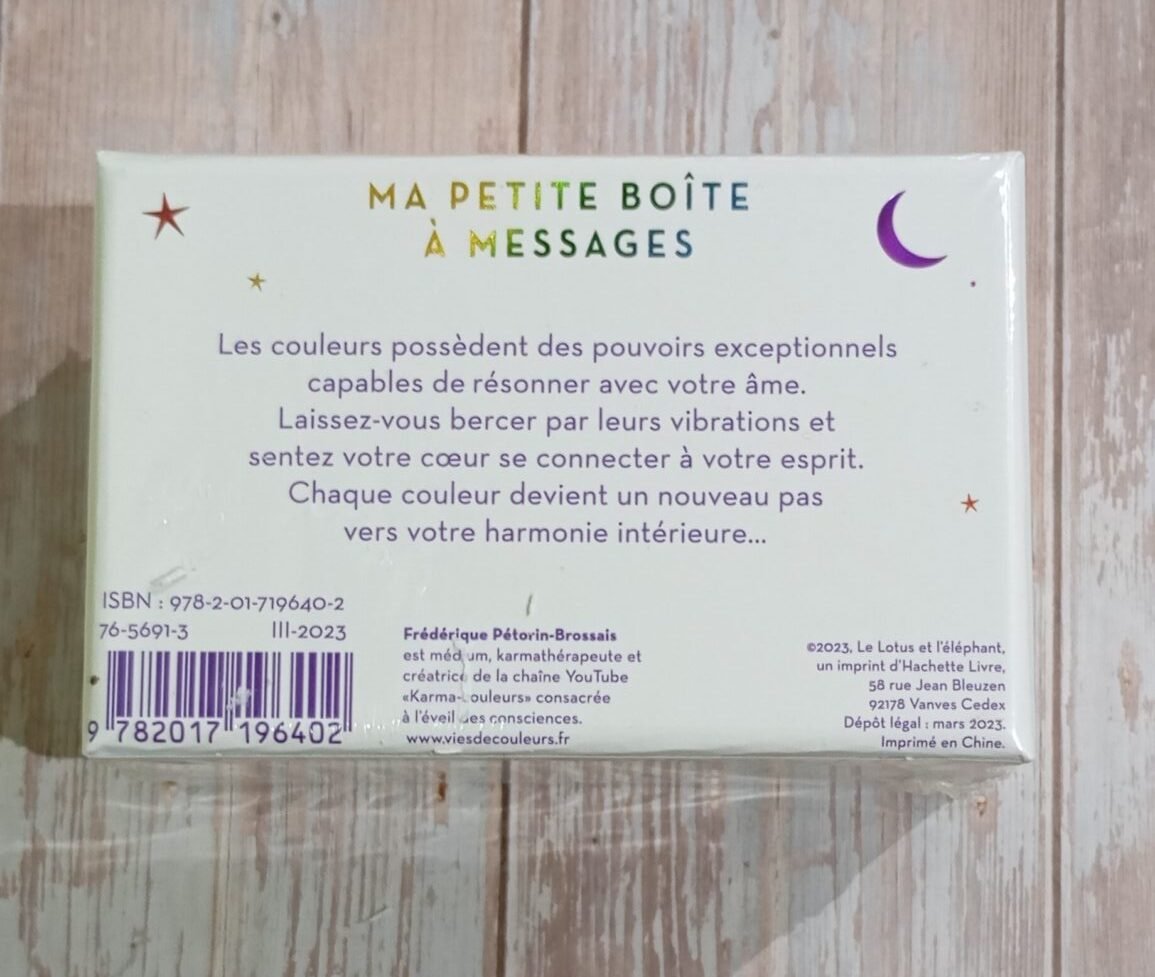 MA PETITE BOÎTE
À MESSAGES
Les couleurs possèdent des pouvoirs exceptionnels
capables de résonner avec votre âme.
Laissez-vous bercer par leurs vibrations et
sentez votre cœur se connecter à votre esprit.
Chaque couleur devient un nouveau pas
vers votre harmonie intérieure...
ISBN : 978-2-01-719640-2
76-5691-3 III-2023
9 782017 196402
Frédérique Pétorin-Brossais
est médium, karmathérapeute et
créatrice de la chaîne YouTube
«Karma-Couleurs» consacrée
à l'éveil des consciences.
www.viesdecouleurs.fr
©2023, Le Lotus et l'éléphant,
un imprint d'Hachette Livre,
58 rue Jean Bleuzen
92178 Vanves Cedex
Dépôt légal : mars 2023.
Imprimé en Chine.